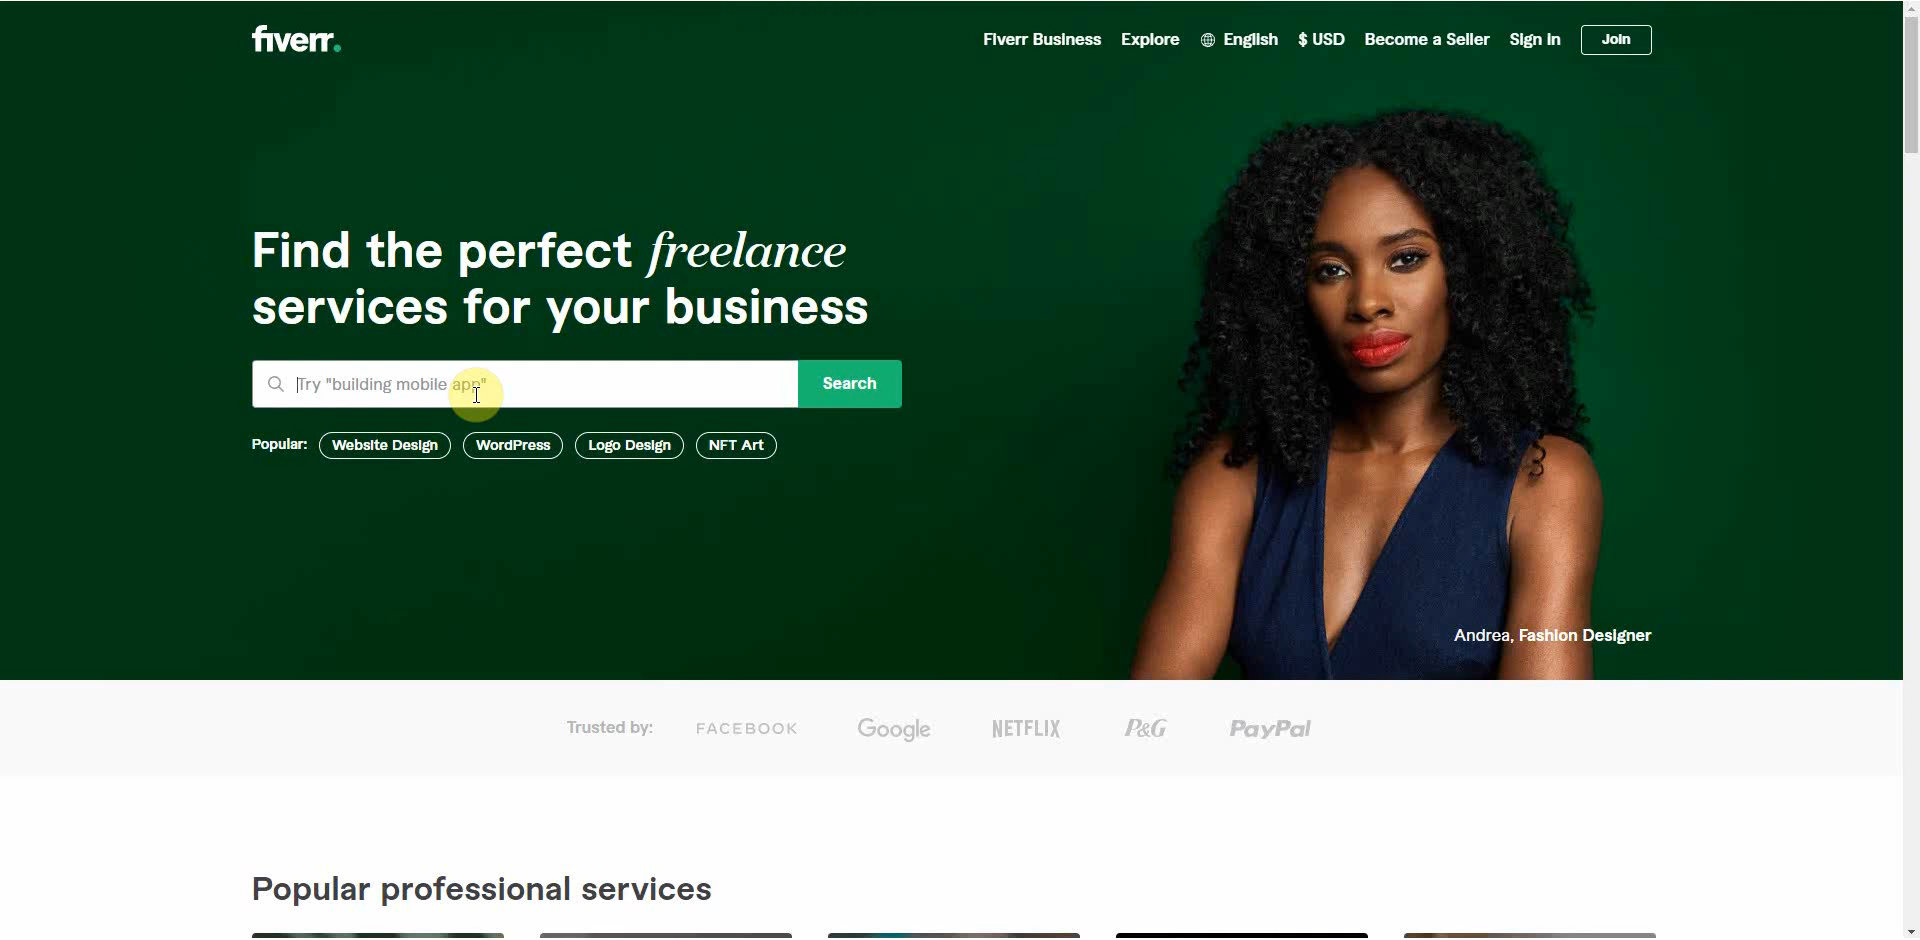 fiverr.
Fiverr Business
Explore
English
$ USD
Become a Seller
Sign In
Join
Find the perfect freelance
services for your business
Try "building mobile app"
Search
Popular:
Website Design
WordPress
Logo Design
NFT Art
Andrea, Fashion Designer
Trusted by:
FACEBOOK
Google
NETFLIX
P&G
PayPal
Popular professional services